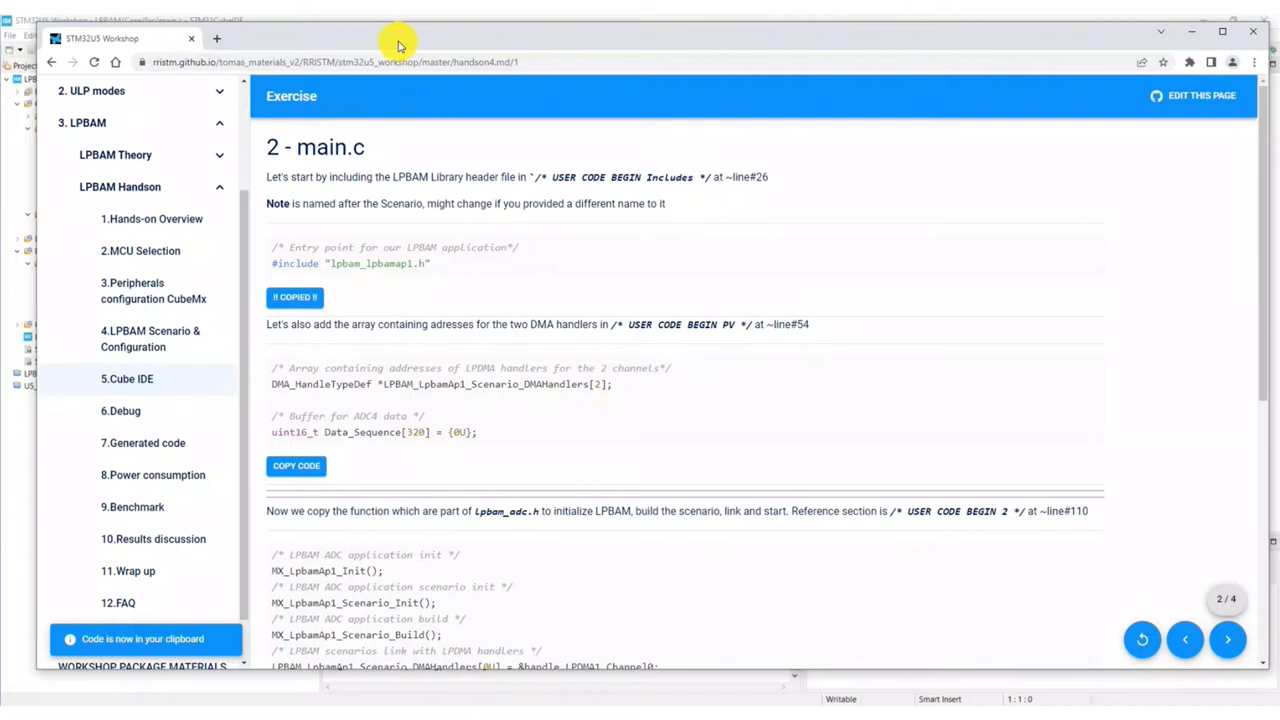 STM32U5 Workshop - LPBAM/Core/Src/main.c - STM32CubeIDE
File
STM32U5 Workshop
rristm.github.io/tomas_materials_v2/RRISTM/stm32u5_workshop/master/handson4.md/1
2. ULP modes
3. LPBAM
LPBAM Theory
LPBAM Handson
1.Hands-on Overview
2.MCU Selection
3.Peripherals
configuration CubeMx
4.LPBAM Scenario &
Configuration
5.Cube IDE
6.Debug
7.Generated code
8.Power consumption
9.Benchmark
10.Results discussion
11.Wrap up
12.FAQ
Code is now in your clipboard
WORKSHOP PACKAGE MATERIALS
Exercise
EDIT THIS PAGE
2 - main.c
Let's start by including the LPBAM Library header file in `/* USER CODE BEGIN Includes */ at ~line#26
Note is named after the Scenario, might change if you provided a different name to it
/* Entry point for our LPBAM application*/
#include "lpbam_lpbamap1.h"
!! COPIED !!
Let's also add the array containing adresses for the two DMA handlers in /* USER CODE BEGIN PV */ at ~line#54
/* Array containing addresses of LPDMA handlers for the 2 channels*/
DMA_HandleTypeDef *LPBAM_LpbamAp1_Scenario_DMAHandlers[2];
/* Buffer for ADC4 data */
uint16_t Data_Sequence[320] = {0U};
COPY CODE
Now we copy the function which are part of lpbam_adc.h to initialize LPBAM, build the scenario, link and start. Reference section is /* USER CODE BEGIN 2 */ at ~line#110
/* LPBAM ADC application init */
MX_LpbamAp1_Init();
/* LPBAM ADC application scenario init */
MX_LpbamAp1_Scenario_Init();
/* LPBAM ADC application build */
MX_LpbamAp1_Scenario_Build();
/* LPBAM scenarios link with LPDMA handlers */
LPBAM_LpbamAp1_Scenario_DMAHandlers[0U] = &handle_LPDMA1_Channel0;
2 / 4
Writable
Smart Insert
1 : 1 : 0